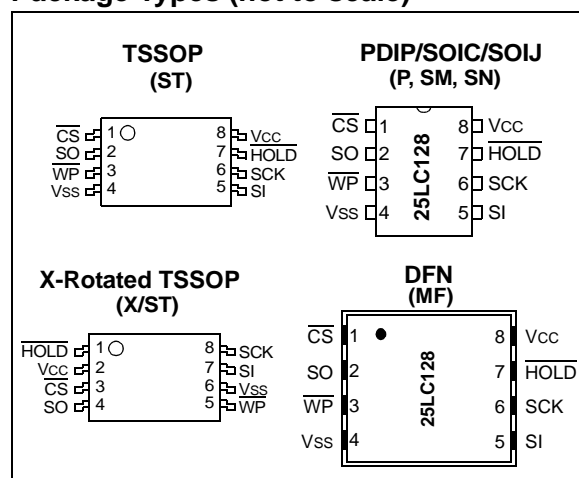 Package Types (not to scale)
TSSOP
(ST)
CS 1 8 VCC
SO 2 7 HOLD
WP 3 6 SCK
VSS 4 5 SI
PDIP/SOIC/SOIJ
(P, SM, SN)
CS 1 8 VCC
SO 2 7 HOLD
WP 3 6 SCK
VSS 4 5 SI
25LC128
X-Rotated TSSOP
(X/ST)
HOLD 1 8 SCK
VCC 2 7 SI
CS 3 6 VSS
SO 4 5 WP
DFN
(MF)
CS 1 8 VCC
SO 2 7 HOLD
WP 3 6 SCK
VSS 4 5 SI
25LC128